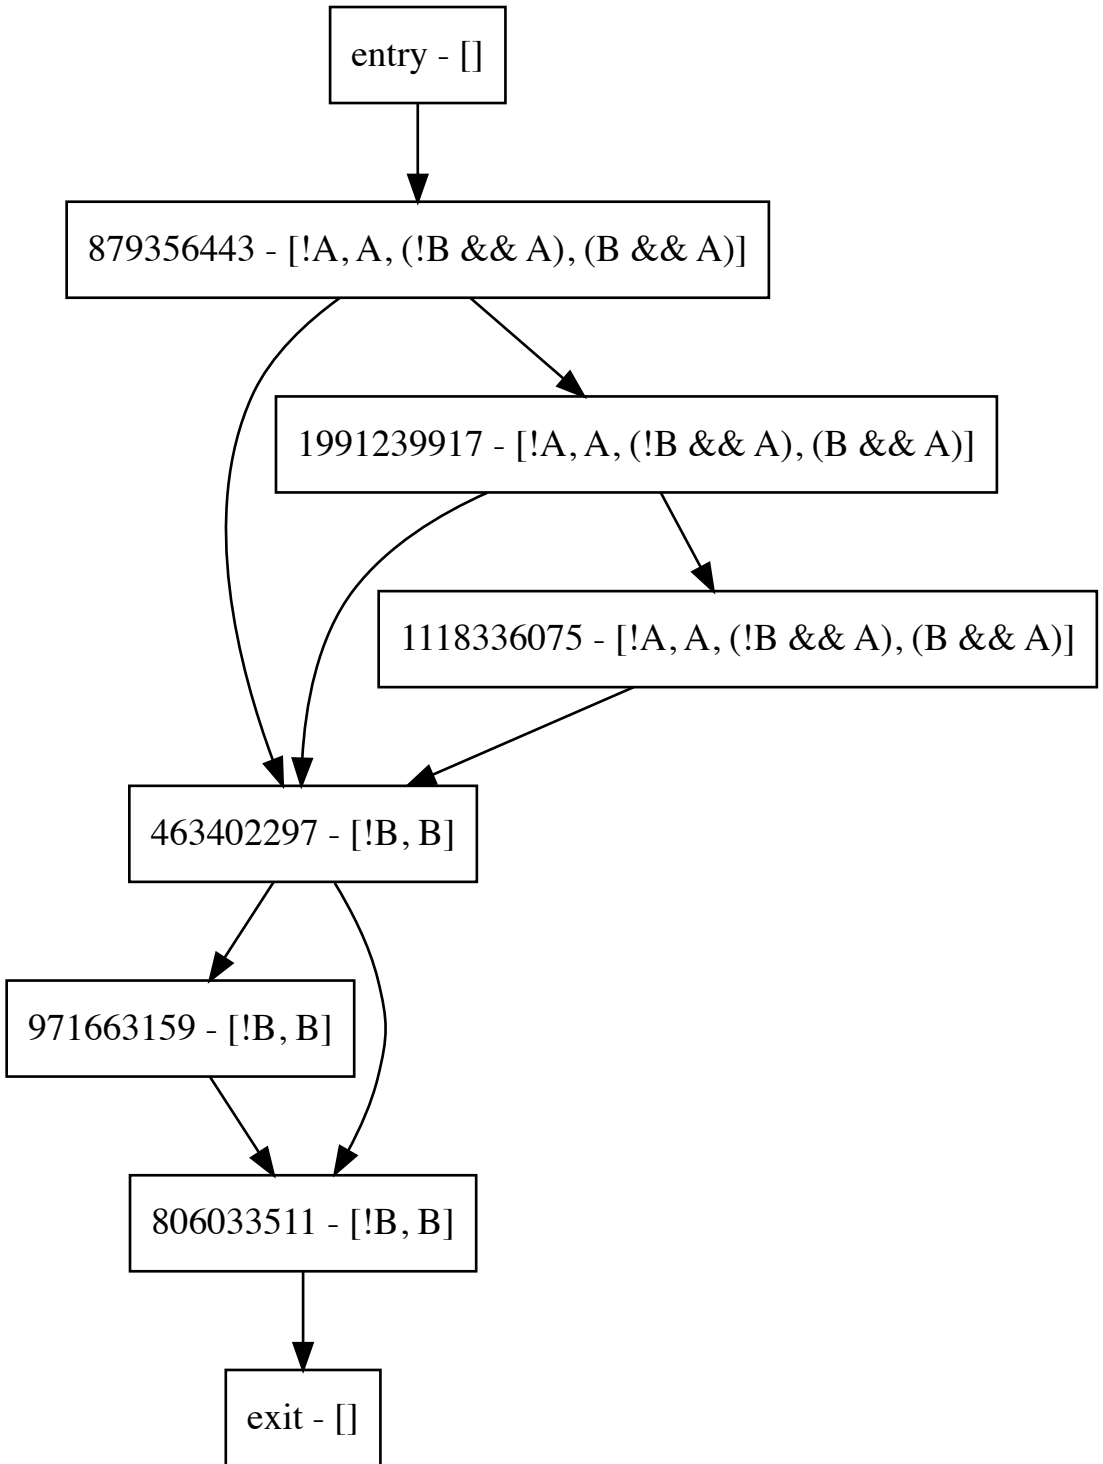 entry - []
879356443 - [!A, A, (!B && A), (B && A)]
1991239917 - [!A, A, (!B && A), (B && A)]
1118336075 - [!A, A, (!B && A), (B && A)]
463402297 - [!B, B]
971663159 - [!B, B]
806033511 - [!B, B]
exit - []